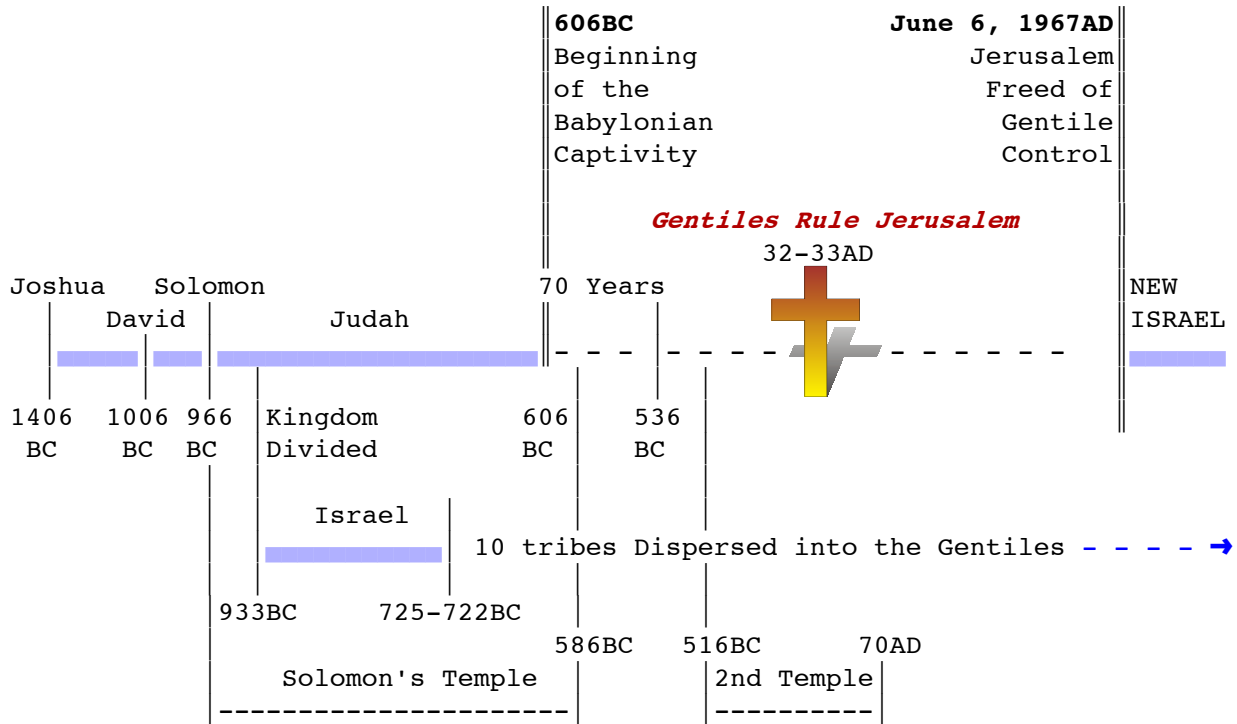 606BC June 6, 1967AD
Beginning Jerusalem
of the Freed of
Babylonian Gentile
Captivity Control
Gentiles Rule Jerusalem
32-33AD
Joshua Solomon 70 Years NEW
David Judah ISRAEL
1406 1006 966 Kingdom 606 536
BC BC BC Divided BC BC
Israel
10 tribes Dispersed into the Gentiles
933BC 725-722BC
586BC 516BC 70AD
Solomon's Temple 2nd Temple